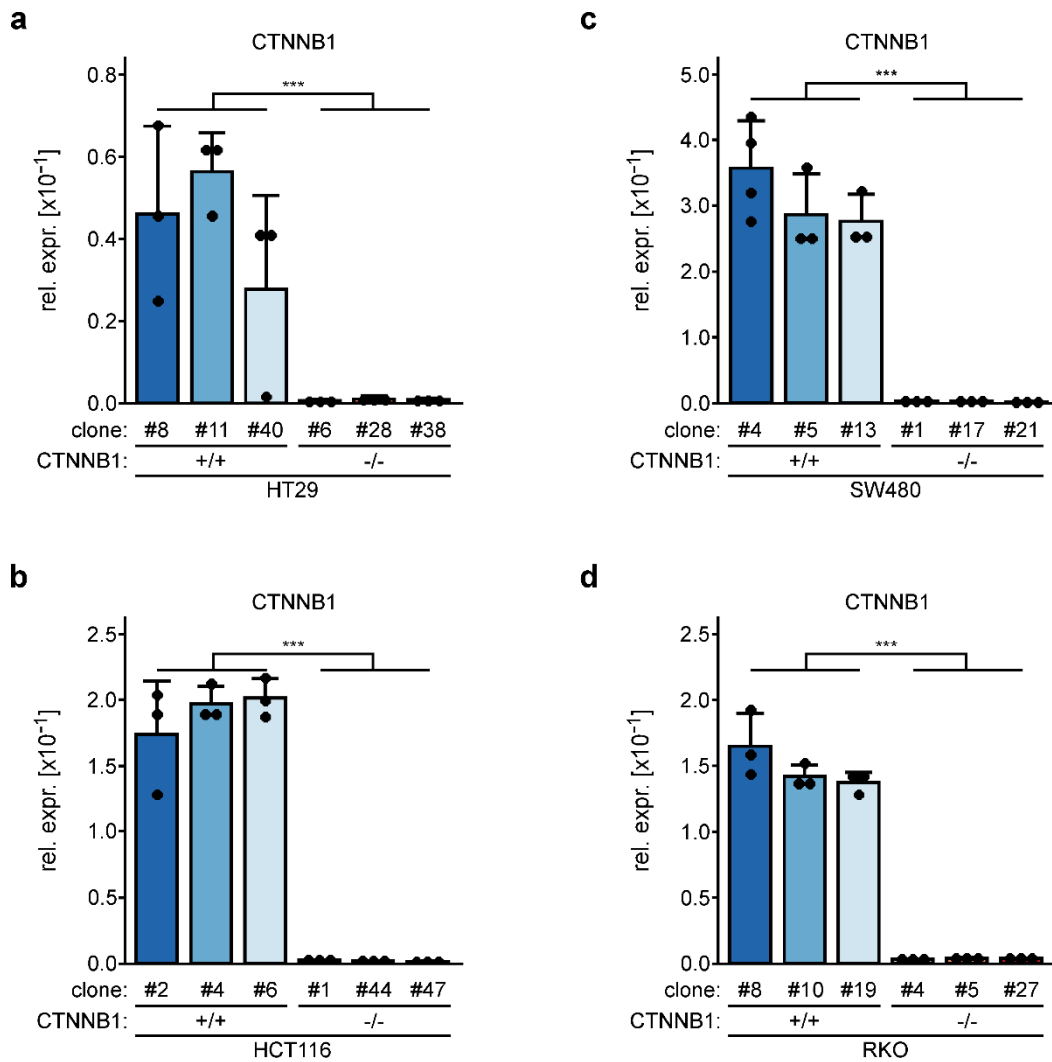 a
CTNNB1
***
0.8
0.6
0.4
0.2
0.0
rel. expr. [x10⁻¹]
clone: #8 #11 #40 #6 #28 #38
CTNNB1: +/+ -/-
HT29
c
CTNNB1
***
5.0
4.0
3.0
2.0
1.0
0.0
rel. expr. [x10⁻¹]
clone: #4 #5 #13 #1 #17 #21
CTNNB1: +/+ -/-
SW480
b
CTNNB1
***
2.5
2.0
1.5
1.0
0.5
0.0
rel. expr. [x10⁻¹]
clone: #2 #4 #6 #1 #44 #47
CTNNB1: +/+ -/-
HCT116
d
CTNNB1
***
2.5
2.0
1.5
1.0
0.5
0.0
rel. expr. [x10⁻¹]
clone: #8 #10 #19 #4 #5 #27
CTNNB1: +/+ -/-
RKO